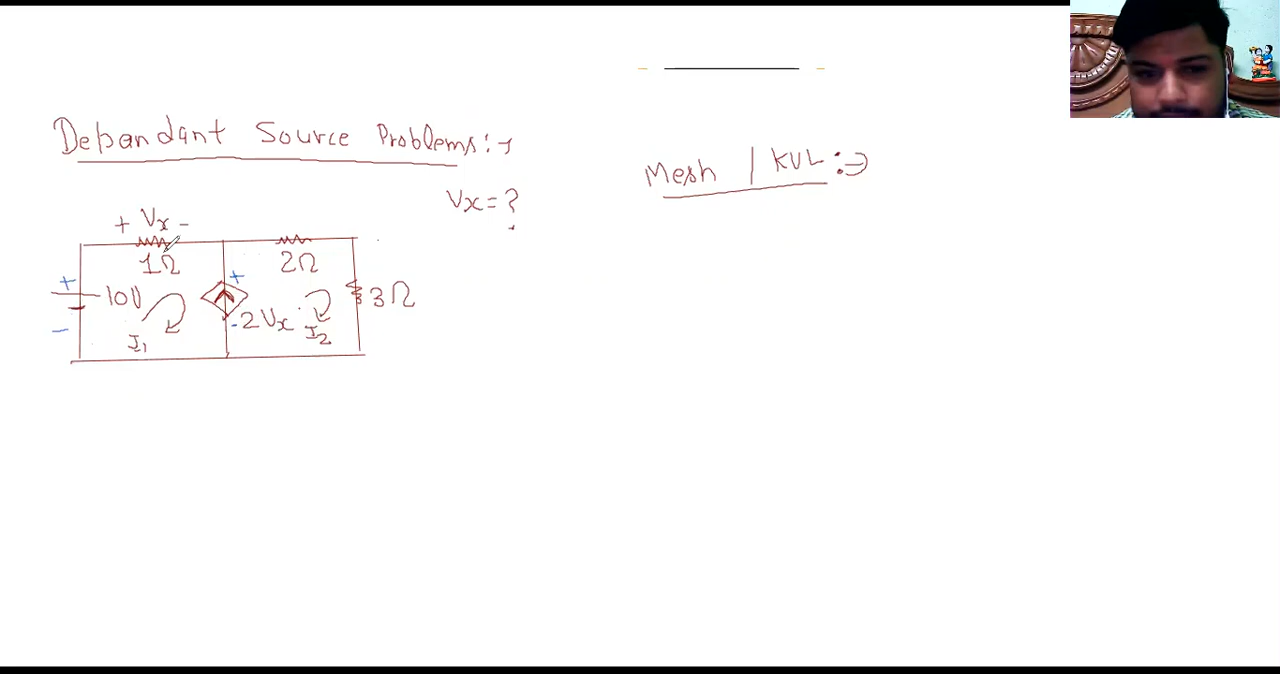 Depandant Source Problems:→
Mesh / KVL:⇒
Vx = ?
+ Vx -
1Ω
2Ω
+
+
10V
3Ω
-
-
2Vx
I1
I2